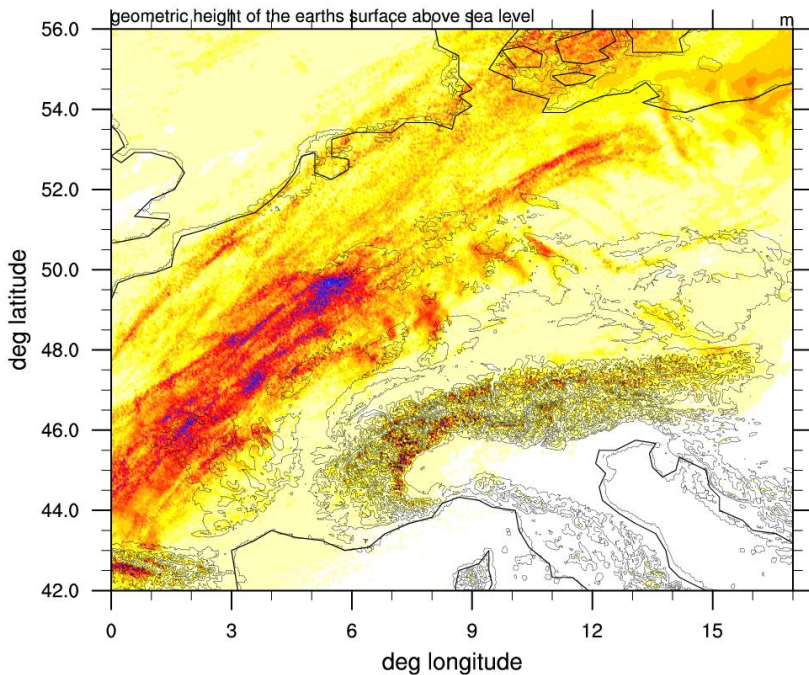 geometric height of the earths surface above sea level m
56.0
54.0
52.0
50.0
48.0
46.0
44.0
42.0
deg latitude
0 3 6 9 12 15
deg longitude